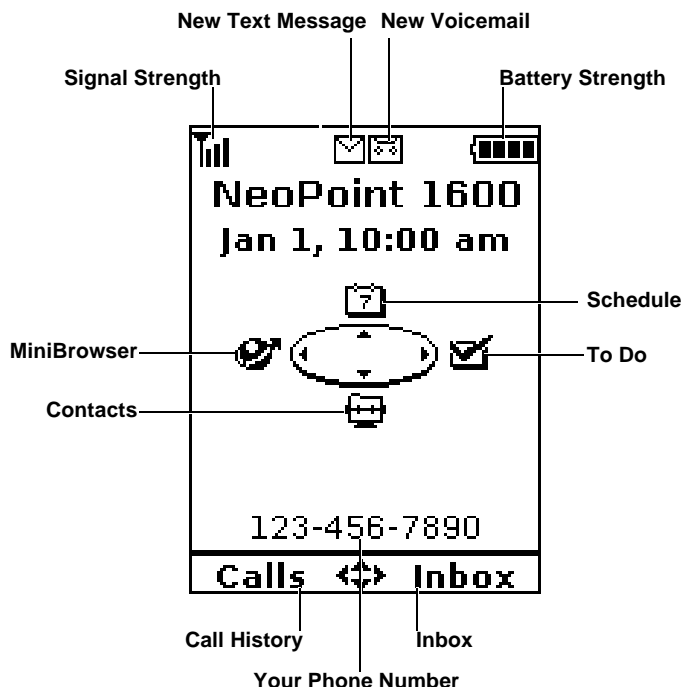 New Text Message New Voicemail
Signal Strength
Battery Strength
NeoPoint 1600
Jan 1, 10:00 am
7
Schedule
MiniBrowser
To Do
Contacts
123-456-7890
Calls Inbox
Call History
Inbox
Your Phone Number